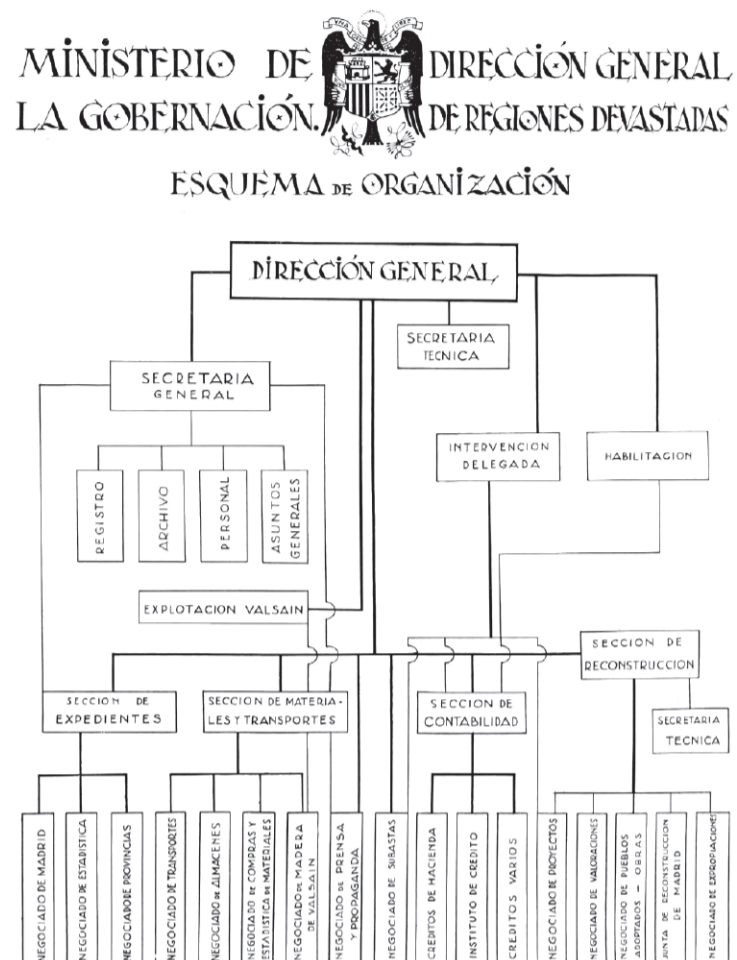 MINISTERIO DE
LA GOBERNACIÓN.
DIRECCIÓN GENERAL
DE REGIONES DEVASTADAS
ESQUEMA DE ORGANIZACIÓN
DIRECCIÓN GENERAL
SECRETARIA
TECNICA
SECRETARIA
GENERAL
INTERVENCION
DELEGADA
HABILITACION
REGISTRO
ARCHIVO
PERSONAL
ASUNTOS
GENERALES
EXPLOTACION VALSAIN
SECCION DE
RECONSTRUCCION
SECCION DE
EXPEDIENTES
SECCION DE MATERIA-
LES Y TRANSPORTES
SECCION DE
CONTABILIDAD
SECRETARIA
TECNICA
NEGOCIADO DE MADRID
NEGOCIADO DE ESTADISTICA
NEGOCIADO DE PROVINCIAS
NEGOCIADO DE TRANSPORTES
NEGOCIADO DE ALMACENES
NEGOCIADO DE COMPRAS Y
ESTADISTICA DE MATERIALES
NEGOCIADO DE MADERA
DE VALSAIN
NEGOCIADO DE PRENSA
Y PROPAGANDA
NEGOCIADO DE SUBASTAS
CREDITOS DE HACIENDA
INSTITUTO DE CREDITO
CREDITOS VARIOS
NEGOCIADO DE PROYECTOS
NEGOCIADO DE VALORACIONES
NEGOCIADO DE PUEBLOS
ADOPTADOS - OBRAS
JUNTA DE RECONSTRUCCION
DE MADRID
NEGOCIADO DE EXPROPIACIONES